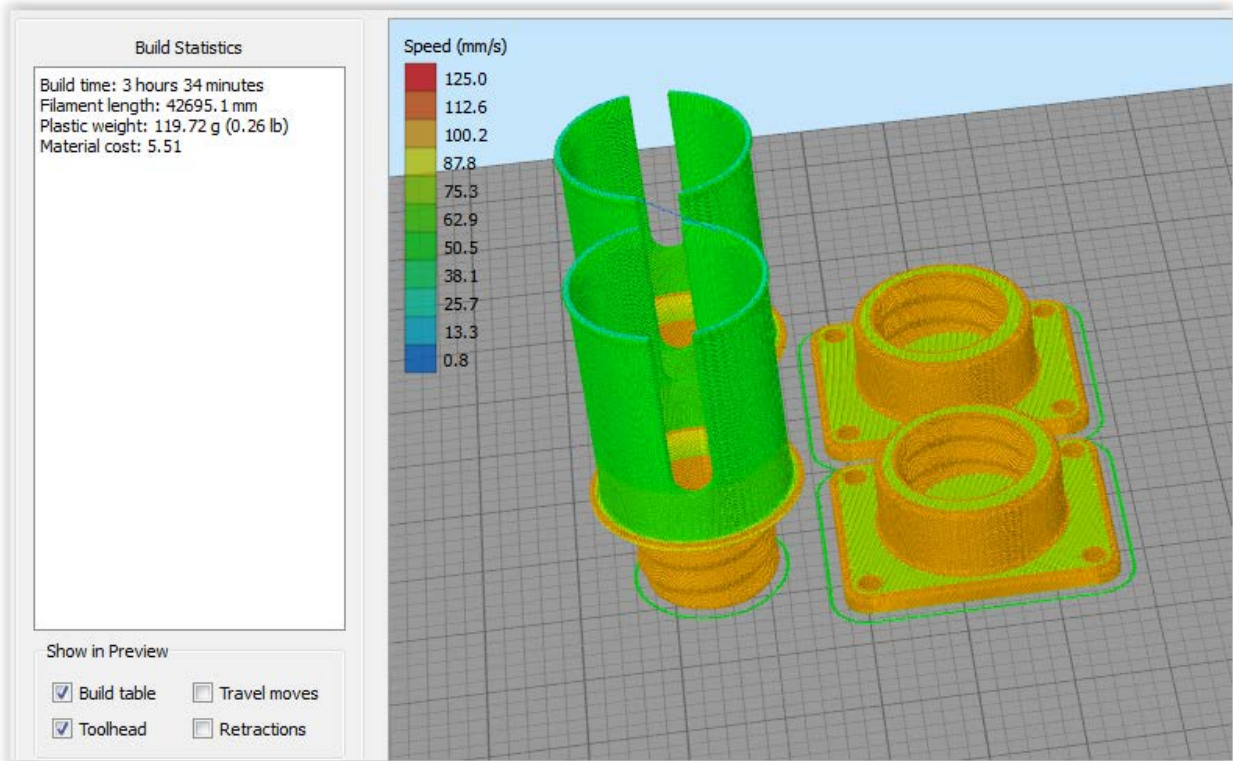 Build Statistics
Build time: 3 hours 34 minutes
Filament length: 42695.1 mm
Plastic weight: 119.72 g (0.26 lb)
Material cost: 5.51
Show in Preview
Build table
Travel moves
Toolhead
Retractions
Speed (mm/s)
125.0
112.6
100.2
87.8
75.3
62.9
50.5
38.1
25.7
13.3
0.8